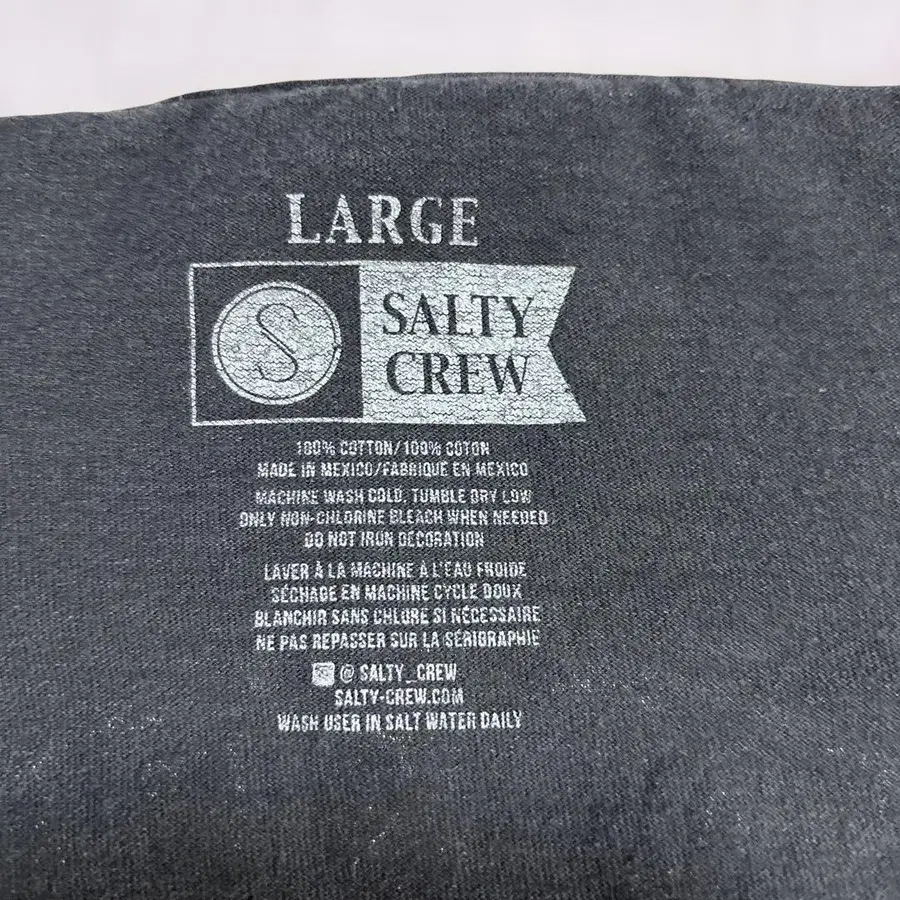 LARGE
S
SALTY
CREW
100% COTTON/100% COTON
MADE IN MEXICO/FABRIQUE EN MEXICO
MACHINE WASH COLD, TUMBLE DRY LOW
ONLY NON-CHLORINE BLEACH WHEN NEEDED
DO NOT IRON DECORATION
LAVER À LA MACHINE À L'EAU FROIDE
SÉCHAGE EN MACHINE CYCLE DOUX
BLANCHIR SANS CHLORE SI NÉCESSAIRE
NE PAS REPASSER SUR LA SÉRIGRAPHIE
@ SALTY_CREW
SALTY-CREW.COM
WASH USER IN SALT WATER DAILY